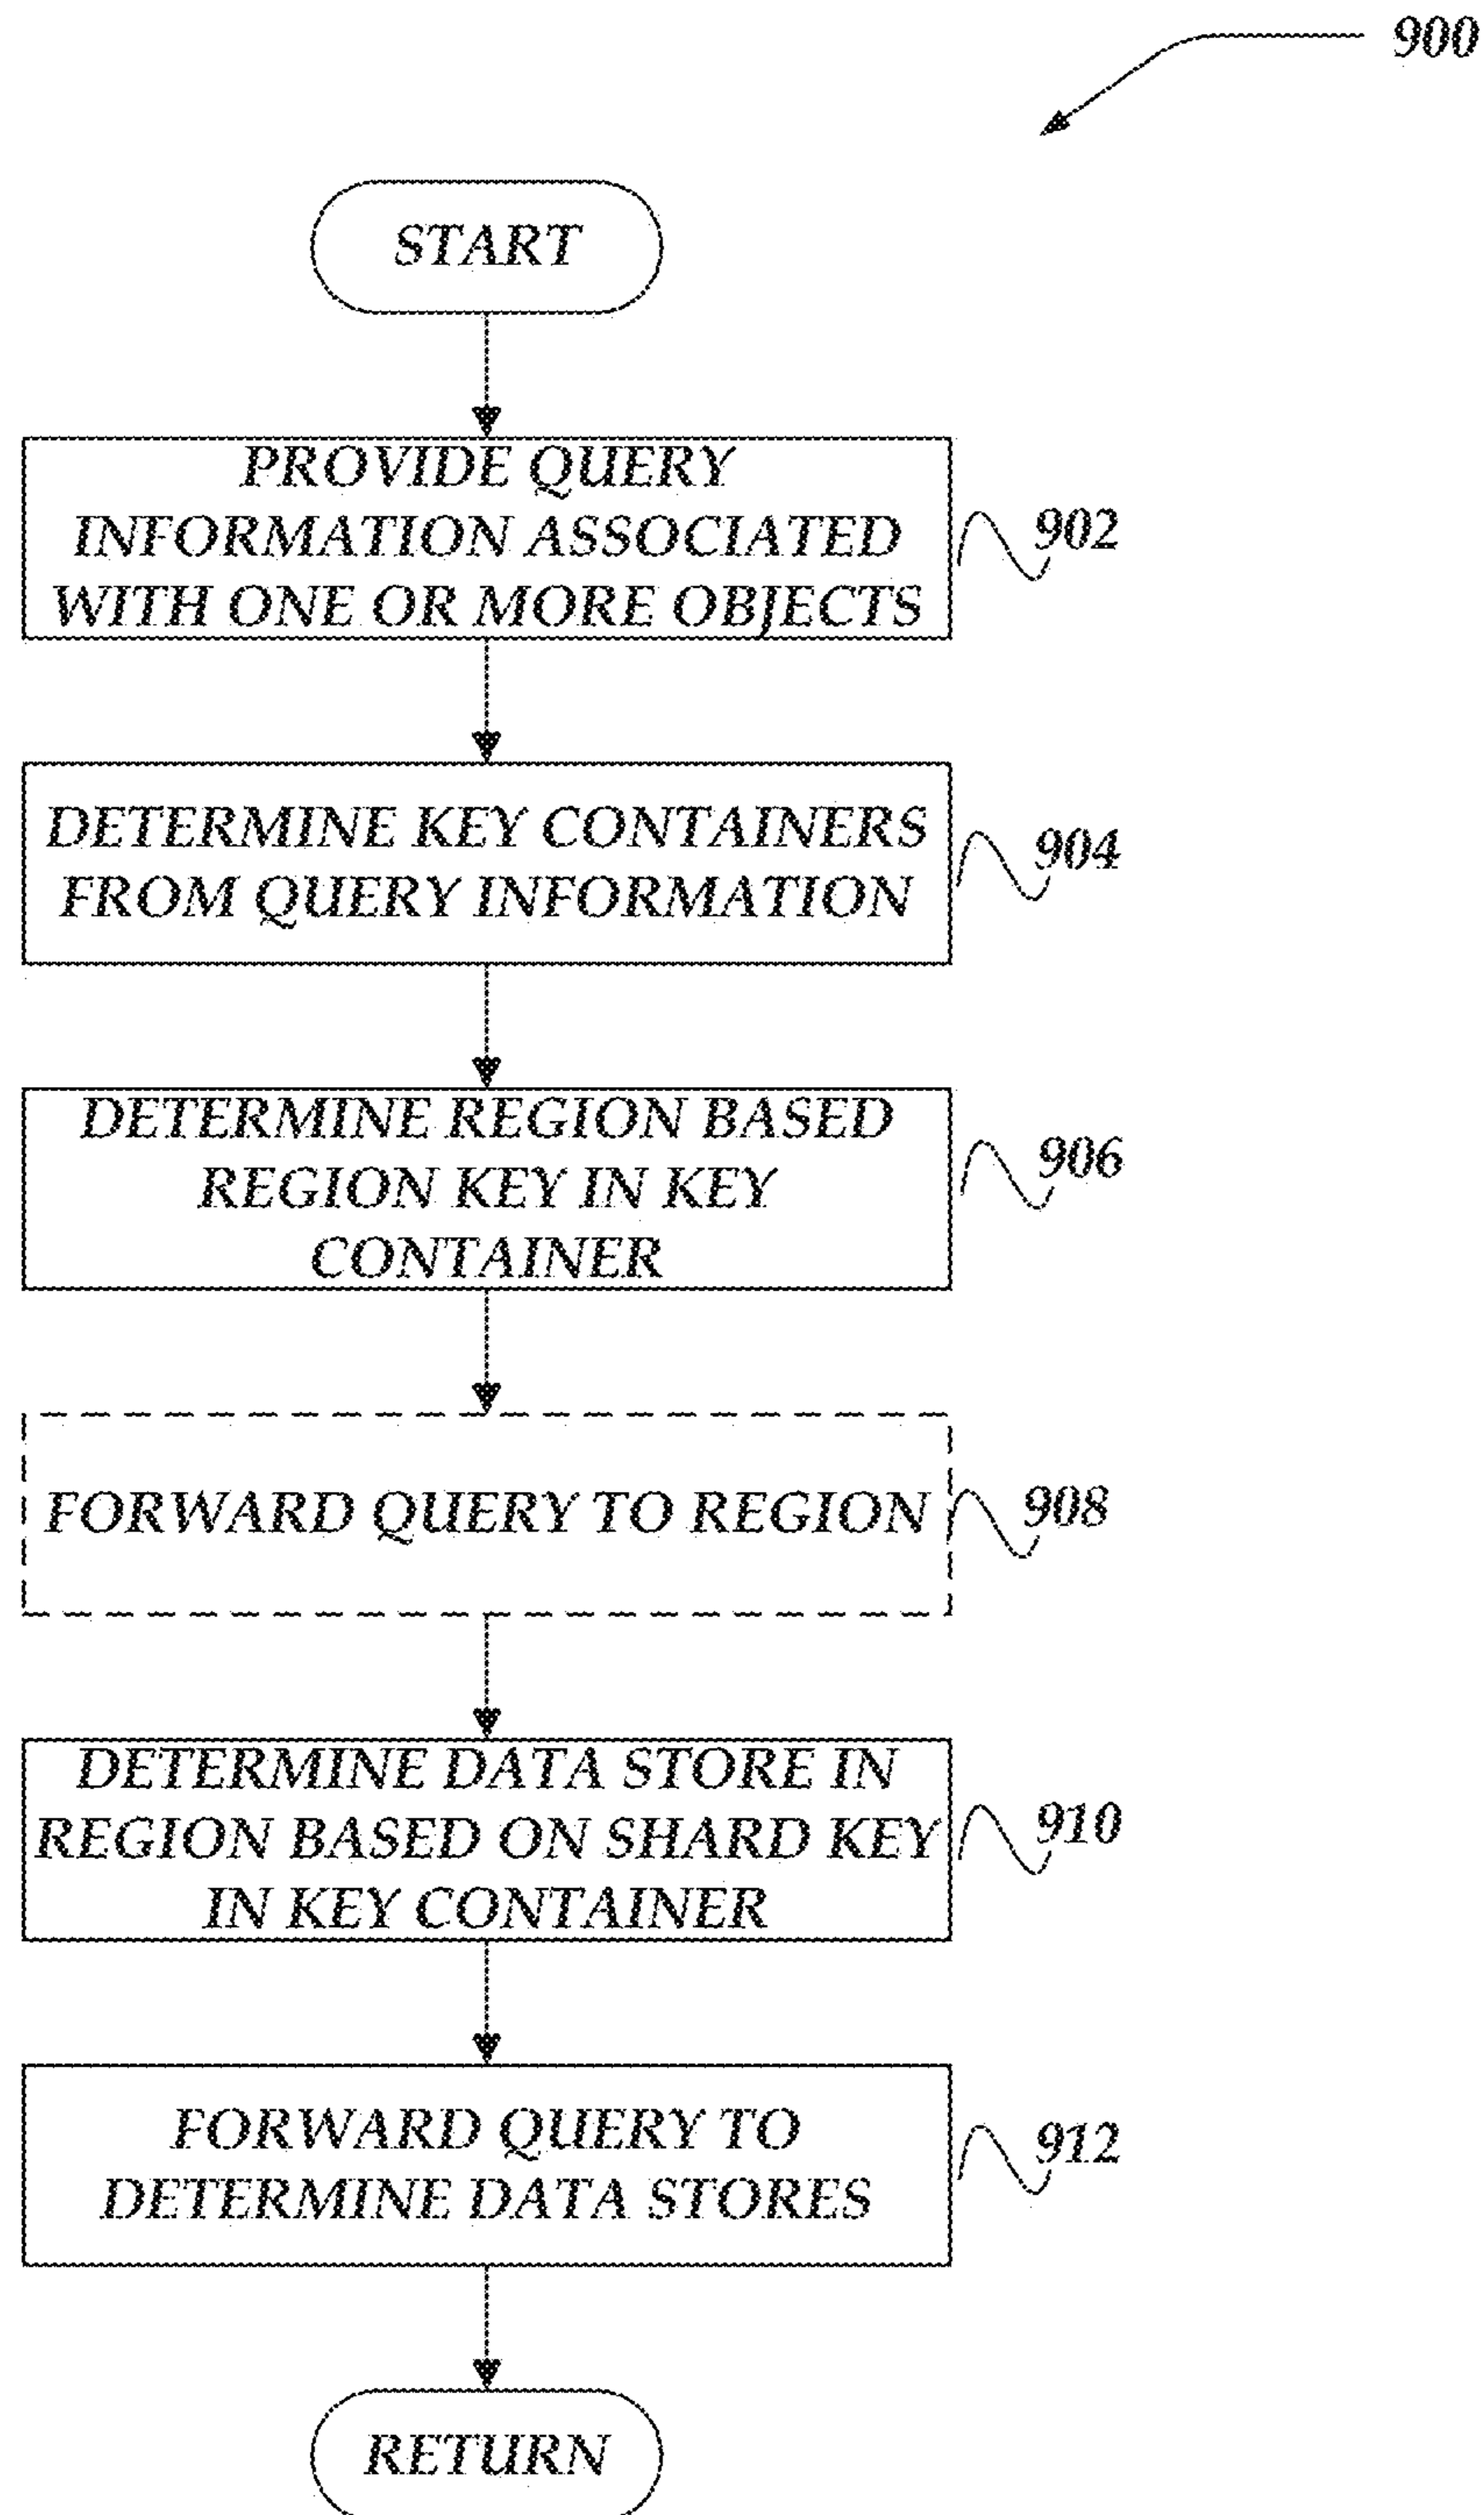 900
START
PROVIDE QUERY
INFORMATION ASSOCIATED
WITH ONE OR MORE OBJECTS
902
DETERMINE KEY CONTAINERS
FROM QUERY INFORMATION
904
DETERMINE REGION BASED
REGION KEY IN KEY
CONTAINER
906
FORWARD QUERY TO REGION
908
DETERMINE DATA STORE IN
REGION BASED ON SHARD KEY
IN KEY CONTAINER
910
FORWARD QUERY TO
DETERMINE DATA STORES
912
RETURN